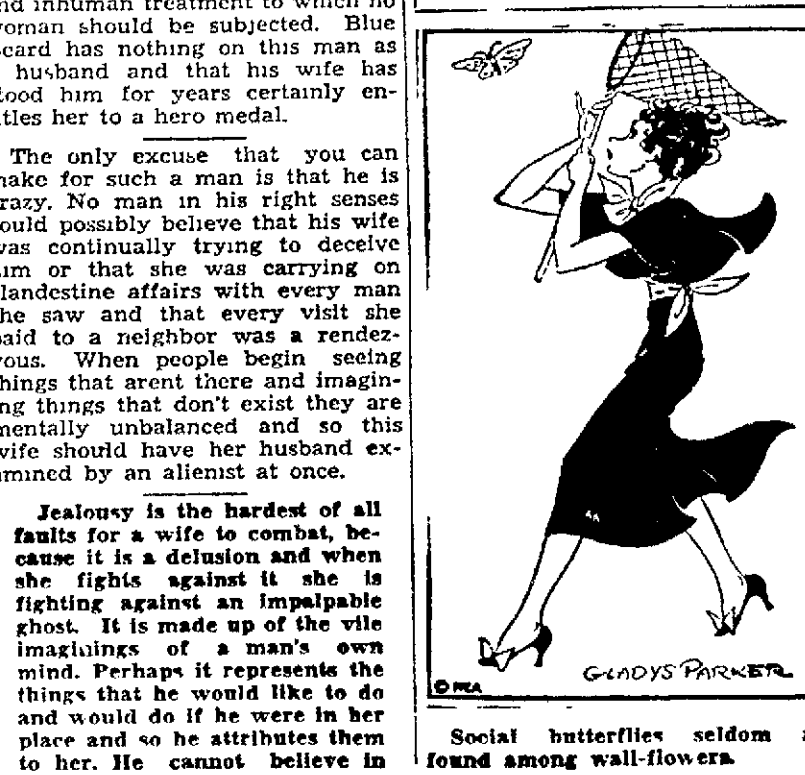 and inhuman treatment to which no
woman should be subjected. Blue
beard has nothing on this man as
husband and that his wife has
stood him for years certainly en-
titles her to a hero medal.
The only excuse that you can
make for such a man is that he is
crazy. No man in his right senses
could possibly believe that his wife
was continually trying to deceive
him or that she was carrying on
clandestine affairs with every man
she saw and that every visit she
paid to a neighbor was a rendez-
vous. When people begin seeing
things that arent there and imagin-
ing things that don't exist they are
mentally unbalanced and so this
wife should have her husband ex-
amined by an alienist at once.
Jealousy is the hardest of all
faults for a wife to combat, be-
cause it is a delusion and when
she fights against it she is
fighting against an impalpable
ghost. It is made up of the vile
imaginings of a man's own
mind. Perhaps it represents the
things that he would like to do
and would do if he were in her
place and so he attributes them
to her. He cannot believe in
GLADYS PARKER
© NEA
Social butterflies seldom
found among wall-flowers.